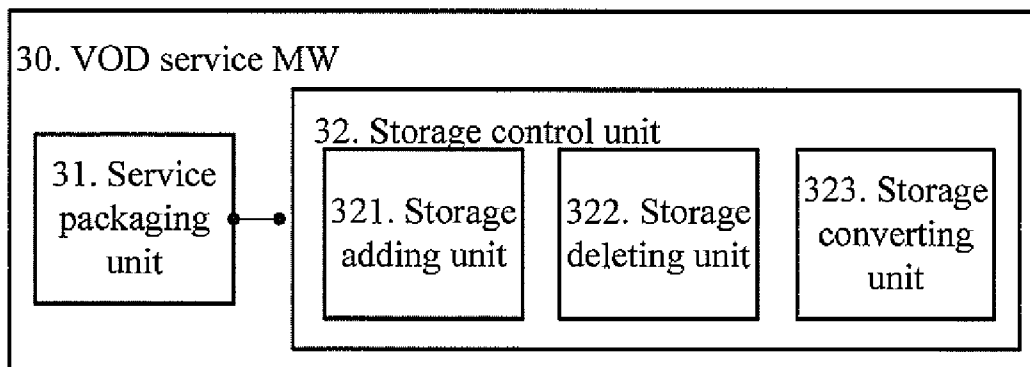 30. VOD service MW
32. Storage control unit
31. Service
packaging
unit
321. Storage
adding unit
322. Storage
deleting unit
323. Storage
converting
unit